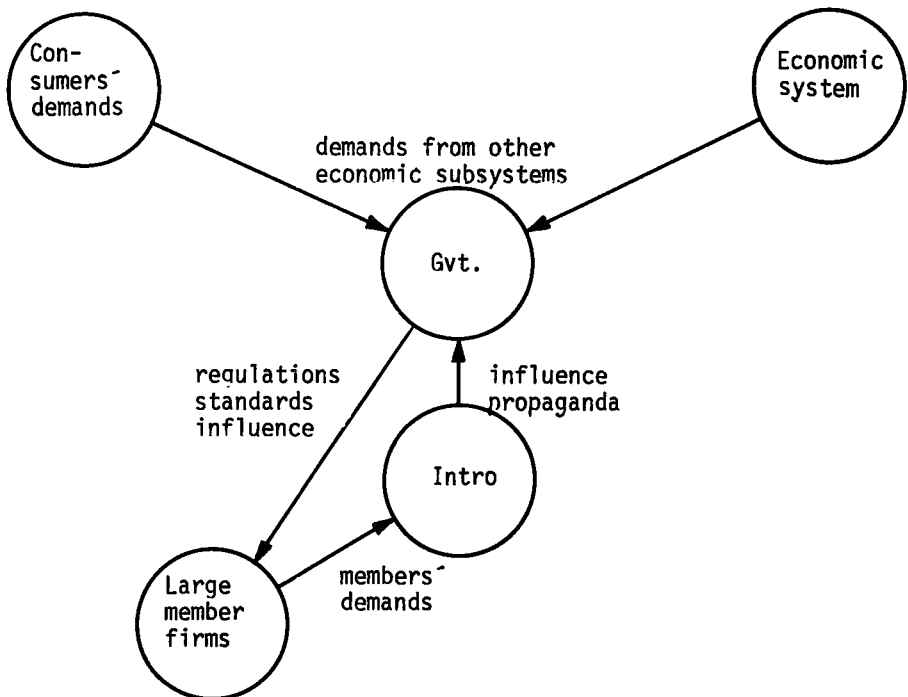 Con-
sumers´
demands
Economic
system
demands from other
economic subsystems
Gvt.
regulations
standards
influence
influence
propaganda
Intro
Large
member
firms
members´
demands